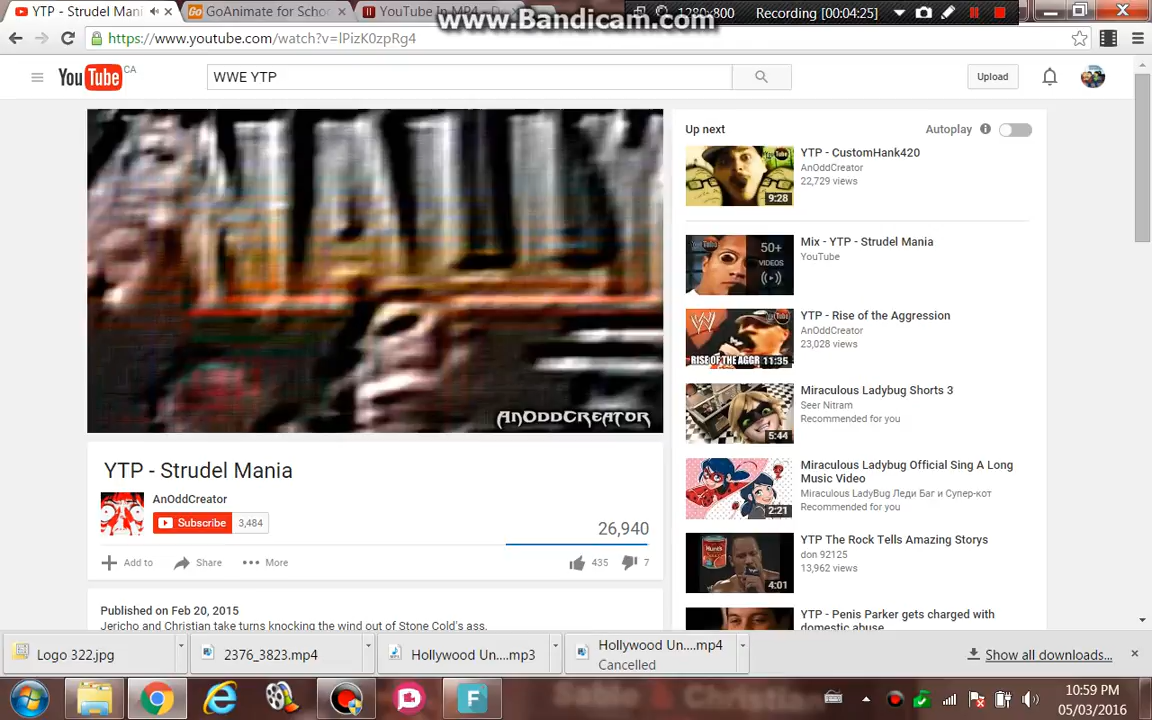 YTP - Strudel Mani
GoAnimate for Scho
YouTube In MP4 -
www.Bandicam.com
1280x800
Recording [00:04:25]
https://www.youtube.com/watch?v=lPizK0zpRg4
YouTube CA
WWE YTP
Upload
AnOddCreator
Up next
Autoplay
YTP - CustomHank420
AnOddCreator
22,729 views
9:28
50+
VIDEOS
Mix - YTP - Strudel Mania
YouTube
YTP - Rise of the Aggression
AnOddCreator
23,028 views
RISE OF THE AGGR 11:35
Miraculous Ladybug Shorts 3
Seer Nitram
Recommended for you
5:44
Miraculous Ladybug Official Sing A Long
Music Video
Miraculous LadyBug Леди Баг и Супер-кот
Recommended for you
2:21
YTP The Rock Tells Amazing Storys
don 92125
13,962 views
4:01
YTP - Penis Parker gets charged with
domestic abuse
YTP - Strudel Mania
AnOddCreator
Subscribe 3,484
26,940
Add to Share More 435 7
Published on Feb 20, 2015
Jericho and Christian take turns knocking the wind out of Stone Cold's ass.
Logo 322.jpg
2376_3823.mp4
Hollywood Un....mp3
Hollywood Un....mp4
Cancelled
Show all downloads...
10:59 PM
05/03/2016